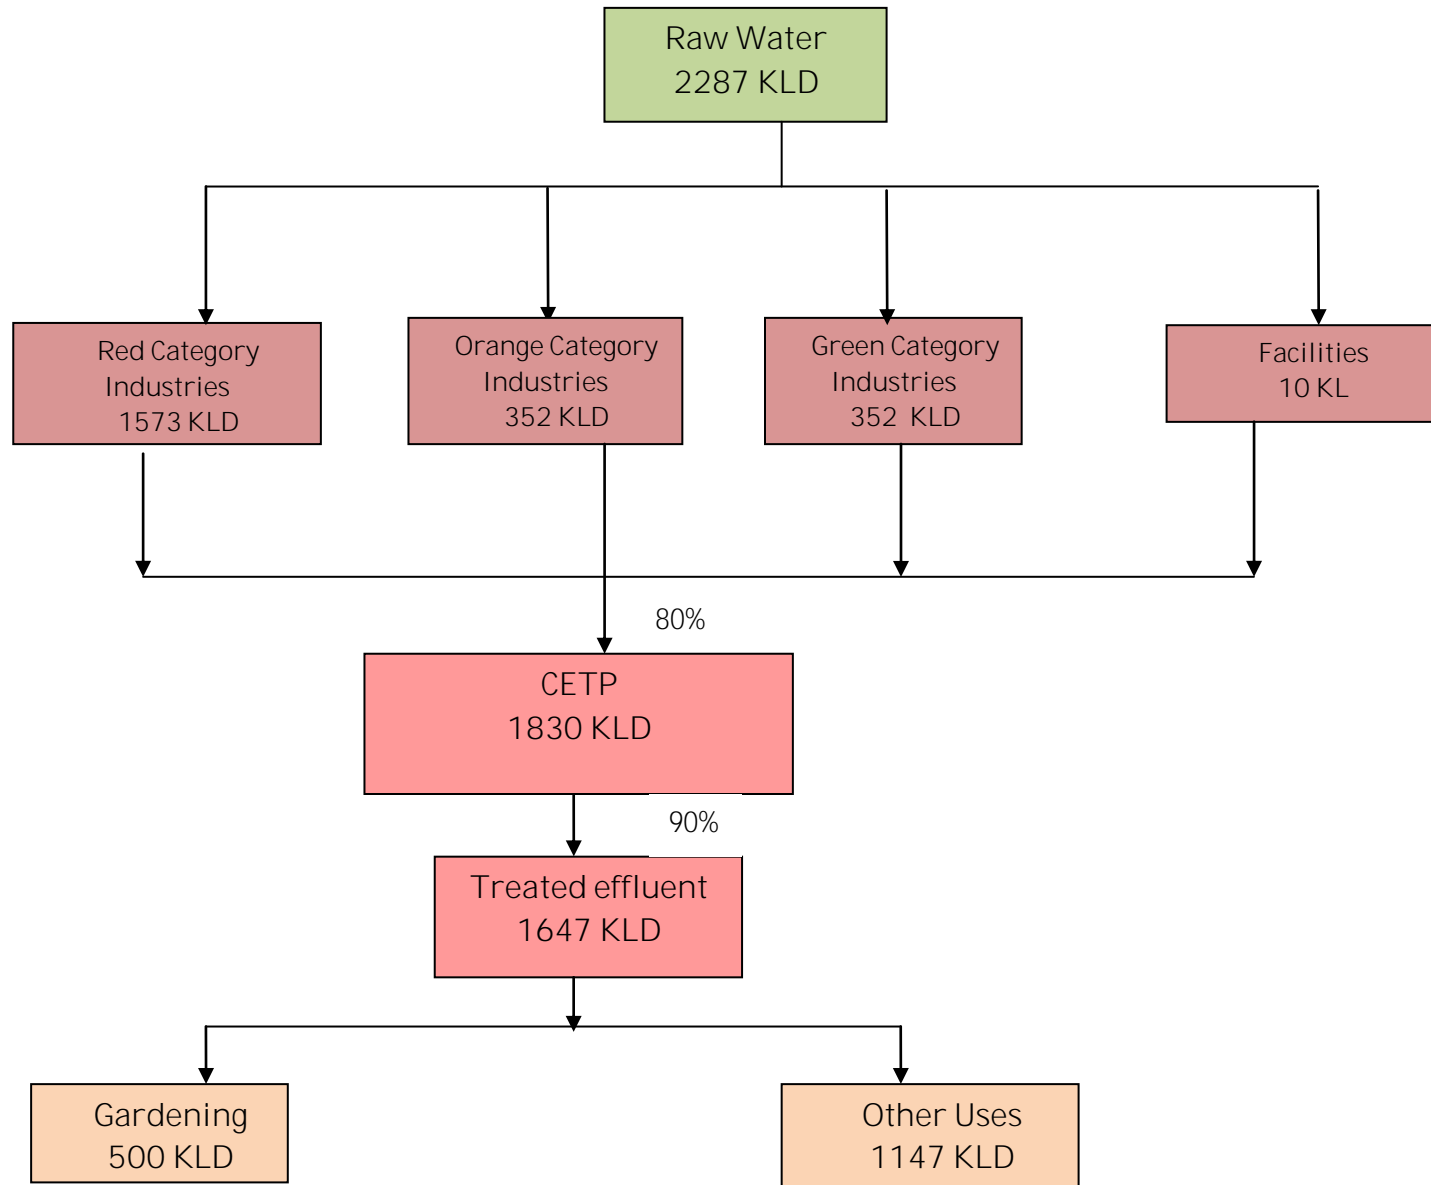 Raw Water
2287 KLD
Red Category
Industries
1573 KLD
Orange Category
Industries
352 KLD
Green Category
Industries
352 KLD
Facilities
10 KL
80%
CETP
1830 KLD
90%
Treated effluent
1647 KLD
Gardening
500 KLD
Other Uses
1147 KLD